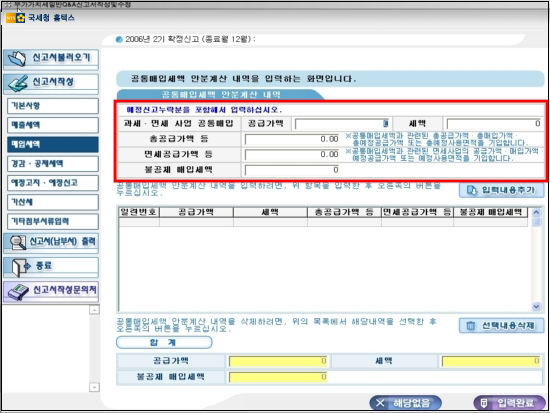 부가가치세일반Q&A신고서작성및수정
NTS 국세청 홈택스
2006년 2기 확정신고 (종료월 12월) :
신고서불러오기
신고서작성
기본사항
매출세액
매입세액
경감 · 공제세액
예정고지 · 예정신고
가산세
기타첨부서류입력
신고서(납부서) 출력
종료
신고서작성문의처
공통매입세액 안분계산 내역을 입력하는 화면입니다.
공통매입세액 안분계산 내역
예정신고누락분을 포함해서 입력하십시오.
과세 · 면세 사업 공통매입 공급가액 0 세액 0
총공급가액 등 0.00 ※공통매입세액과 관련된 총공급가액 · 총매입가액 ·
총예정공급가액 또는 총예정사용면적을 기입합니다.
면세공급가액 등 0.00 ※공통매입세액과 관련된 면세사업의 공급가액 · 매입가액 ·
예정공급가액 또는 예정사용면적을 기입합니다.
불공제 매입세액 0
공통매입세액 안분계산 내역을 입력하려면, 위 항목을 입력한 후 오른쪽의 버튼을
누르십시오.
입력내용추가
일련번호 공급가액 세액 총공급가액 등 면세공급가액 등 불공제 매입세액
공통매입세액 안분계산 내역을 삭제하려면, 위의 목록에서 해당내역을 선택한 후
오른쪽의 버튼을 누르십시오.
선택내용삭제
합 계
공급가액 0 세액 0
불공제 매입세액 0
해당없음 입력완료